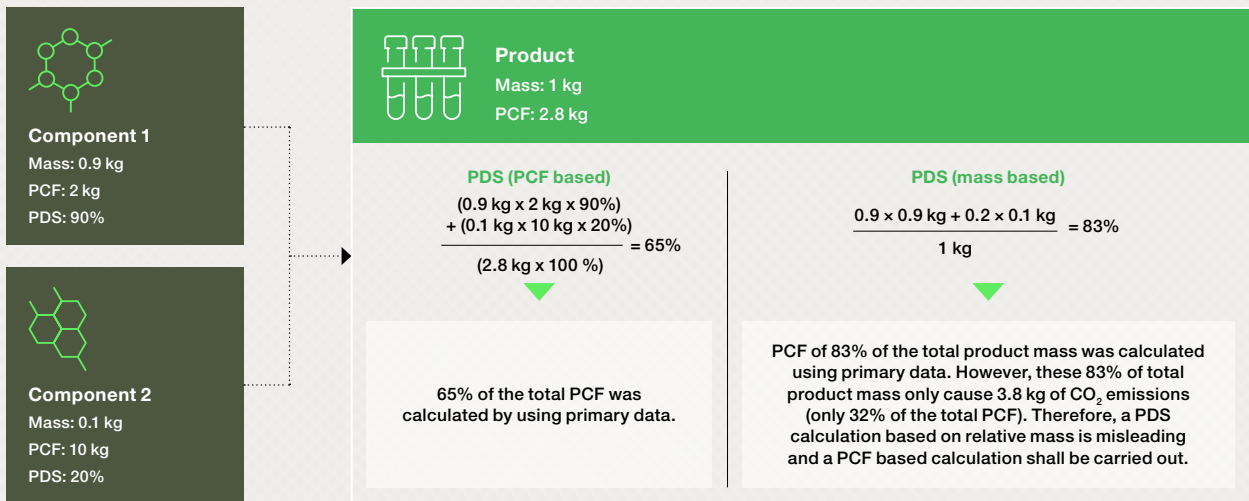 Component 1
Mass: 0.9 kg
PCF: 2 kg
PDS: 90%
Component 2
Mass: 0.1 kg
PCF: 10 kg
PDS: 20%
Product
Mass: 1 kg
PCF: 2.8 kg
PDS (PCF based)
(0.9 kg x 2 kg x 90%)
+ (0.1 kg x 10 kg x 20%)
= 65%
(2.8 kg x 100 %)
65% of the total PCF was
calculated by using primary data.
PDS (mass based)
0.9 × 0.9 kg + 0.2 × 0.1 kg
= 83%
1 kg
PCF of 83% of the total product mass was calculated
using primary data. However, these 83% of total
product mass only cause 3.8 kg of CO₂ emissions
(only 32% of the total PCF). Therefore, a PDS
calculation based on relative mass is misleading
and a PCF based calculation shall be carried out.